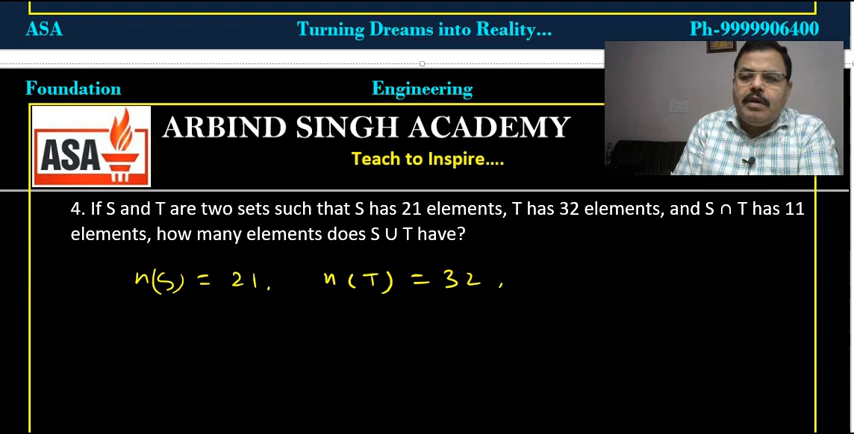 ASA Turning Dreams into Reality... Ph-9999906400
Foundation Engineering
ASA ARBIND SINGH ACADEMY
Teach to Inspire....
4. If S and T are two sets such that S has 21 elements, T has 32 elements, and S ∩ T has 11
elements, how many elements does S ∪ T have?
n(S) = 21, n(T) = 32,